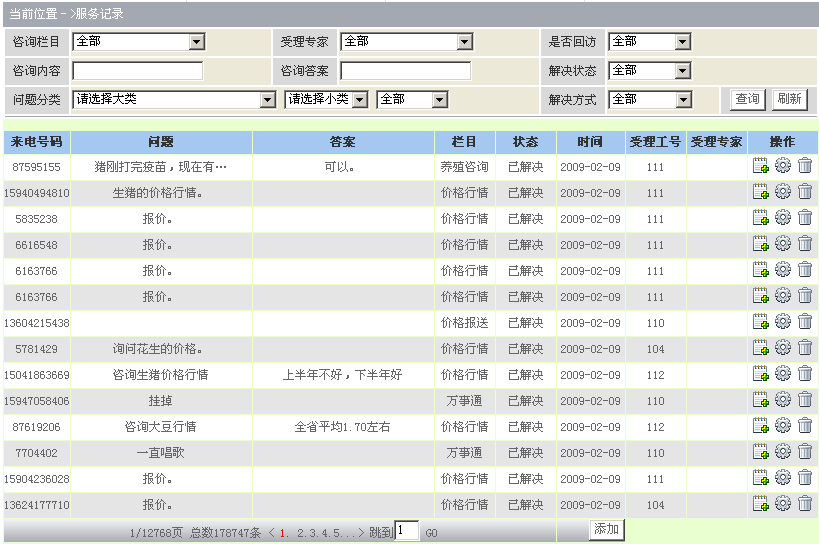 当前位置－>服务记录
咨询栏目 全部 受理专家 全部 是否回访 全部
咨询内容 咨询答案 解决状态 全部
问题分类 请选择大类 请选择小类 全部 解决方式 全部 查询 刷新
来电号码 问题 答案 栏目 状态 时间 受理工号 受理专家 操作
87595155 猪刚打完疫苗，现在有… 可以。 养殖咨询 已解决 2009-02-09 111
15940494810 生猪的价格行情。 价格行情 已解决 2009-02-09 111
5835238 报价。 价格行情 已解决 2009-02-09 111
6616548 报价。 价格行情 已解决 2009-02-09 111
6163766 报价。 价格行情 已解决 2009-02-09 111
6163766 报价。 价格行情 已解决 2009-02-09 111
13604215438 价格报送 已解决 2009-02-09 110
5781429 询问花生的价格。 价格行情 已解决 2009-02-09 104
15041863669 咨询生猪价格行情 上半年不好，下半年好 价格行情 已解决 2009-02-09 112
15947058406 挂掉 万事通 已解决 2009-02-09 110
87619206 咨询大豆行情 全省平均1.70左右 价格行情 已解决 2009-02-09 112
7704402 一直唱歌 万事通 已解决 2009-02-09 110
15904236028 报价。 价格行情 已解决 2009-02-09 111
13624177710 报价。 价格行情 已解决 2009-02-09 104
1/12768页 总数178747条 < 1. 2.3.4.5...> 跳到 1 GO 添加